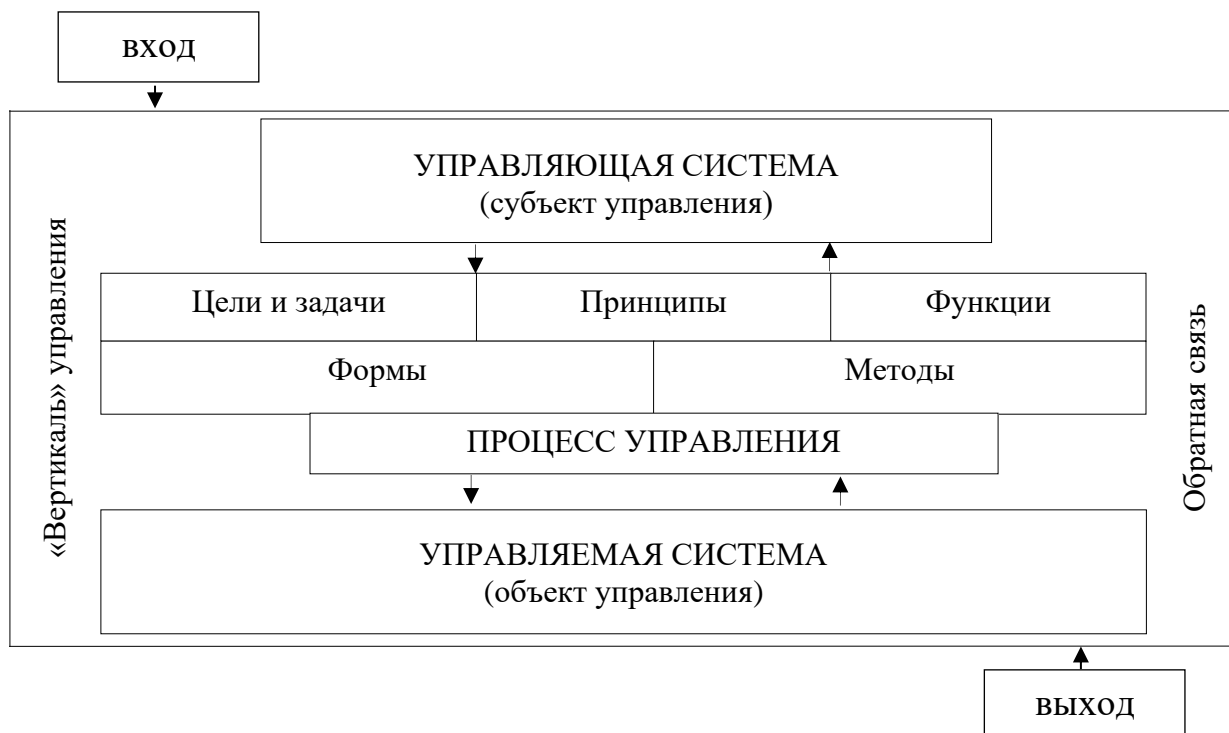 ВХОД
УПРАВЛЯЮЩАЯ СИСТЕМА
(субъект управления)
«Вертикаль» управления
Цели и задачи
Принципы
Функции
Формы
Методы
ПРОЦЕСС УПРАВЛЕНИЯ
Обратная связь
УПРАВЛЯЕМАЯ СИСТЕМА
(объект управления)
ВЫХОД